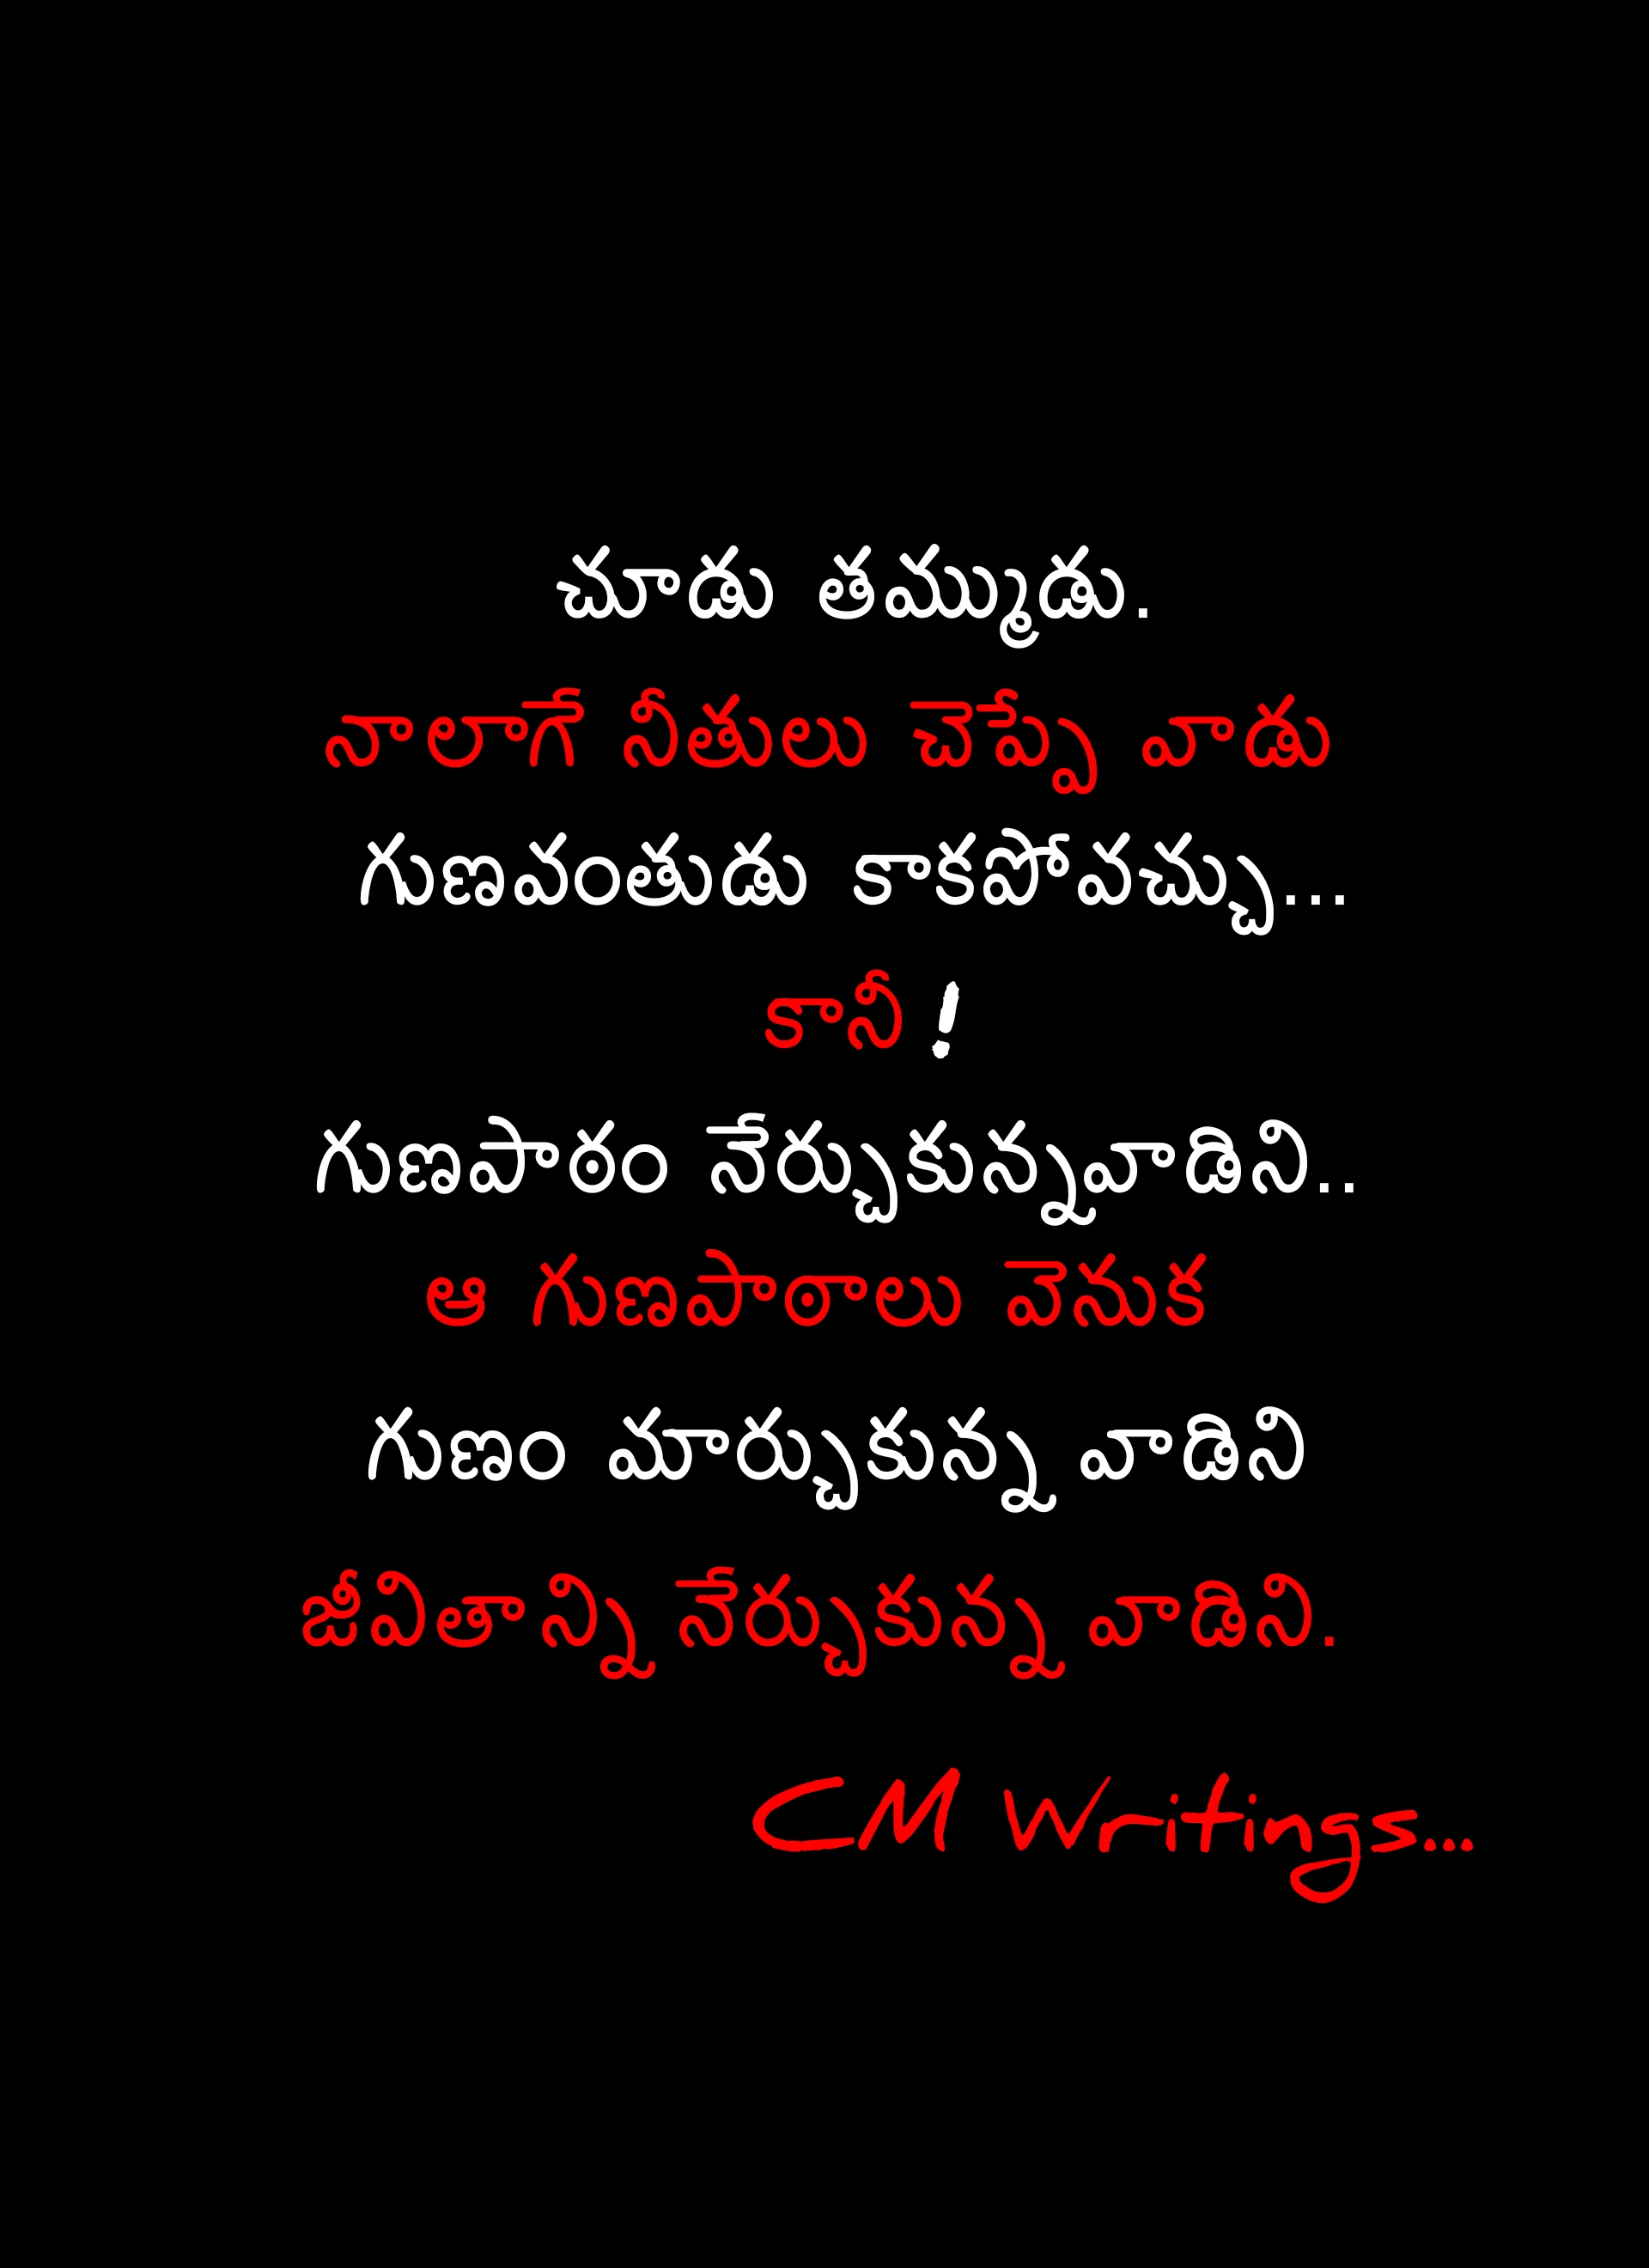 చూడు తమ్ముడు.
నాలాగే నీతులు చెప్పే వాడు
గుణవంతుడు కాకపోవచ్చు...
కానీ !
గుణపాఠం నేర్చుకున్నవాడిని..
ఆ గుణపాఠాలు వెనుక
గుణం మార్చుకున్న వాడిని
జీవితాన్ని నేర్చుకున్న వాడిని.
CM Writings...